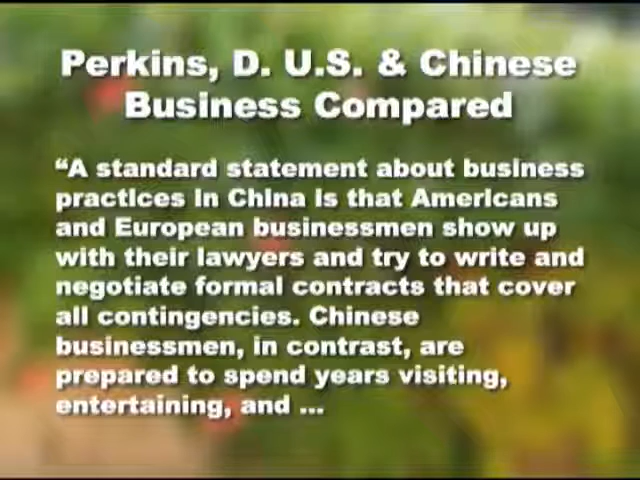 Perkins, D. U.S. & Chinese
Business Compared
“A standard statement about business
practices in China is that Americans
and European businessmen show up
with their lawyers and try to write and
negotiate formal contracts that cover
all contingencies. Chinese
businessmen, in contrast, are
prepared to spend years visiting,
entertaining, and ...